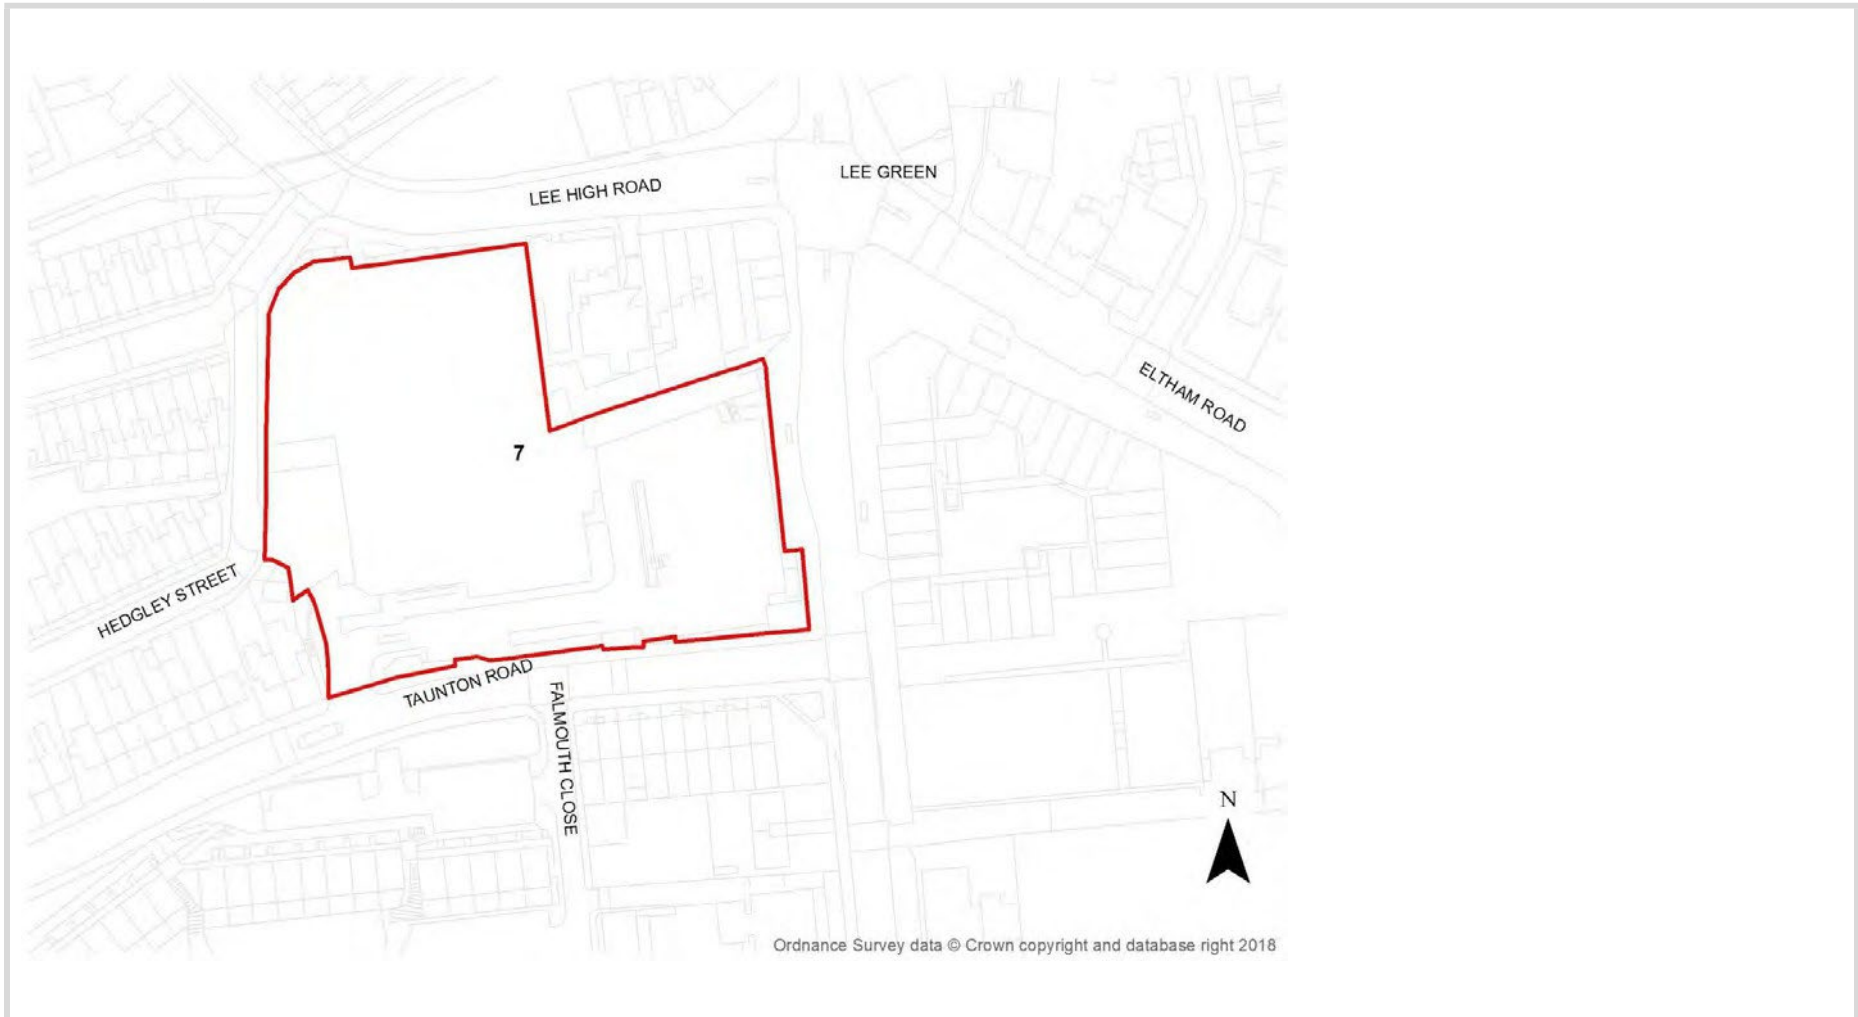 LEE GREEN
LEE HIGH ROAD
ELTHAM ROAD
7
HEDGLEY STREET
TAUNTON ROAD
FALMOUTH CLOSE
N
Ordnance Survey data © Crown copyright and database right 2018